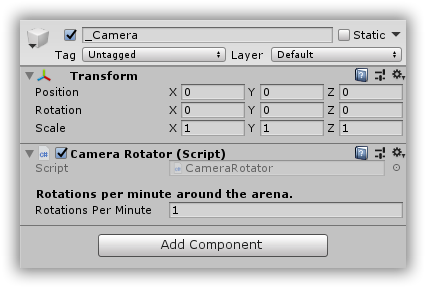 _Camera Static
Tag Untagged Layer Default
Transform
Position X 0 Y 0 Z 0
Rotation X 0 Y 0 Z 0
Scale X 1 Y 1 Z 1
C# Camera Rotator (Script)
Script CameraRotator
Rotations per minute around the arena.
Rotations Per Minute 1
Add Component